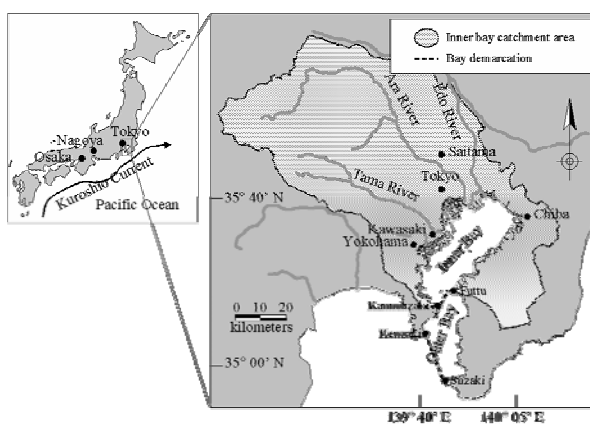 Inner bay catchment area
Bay demarcation
Ara River
Edo River
Tokyo
Nagoya
Osaka
Kuroshio Current
Pacific Ocean
Saitama
Tokyo
Tama River
35° 40' N
Chiba
Kawasaki
Yokohama
Inner Bay
Futtu
0 10 20
kilometers
Outer Bay
35° 00' N
Suzaki
139° 40' E
140° 05' E